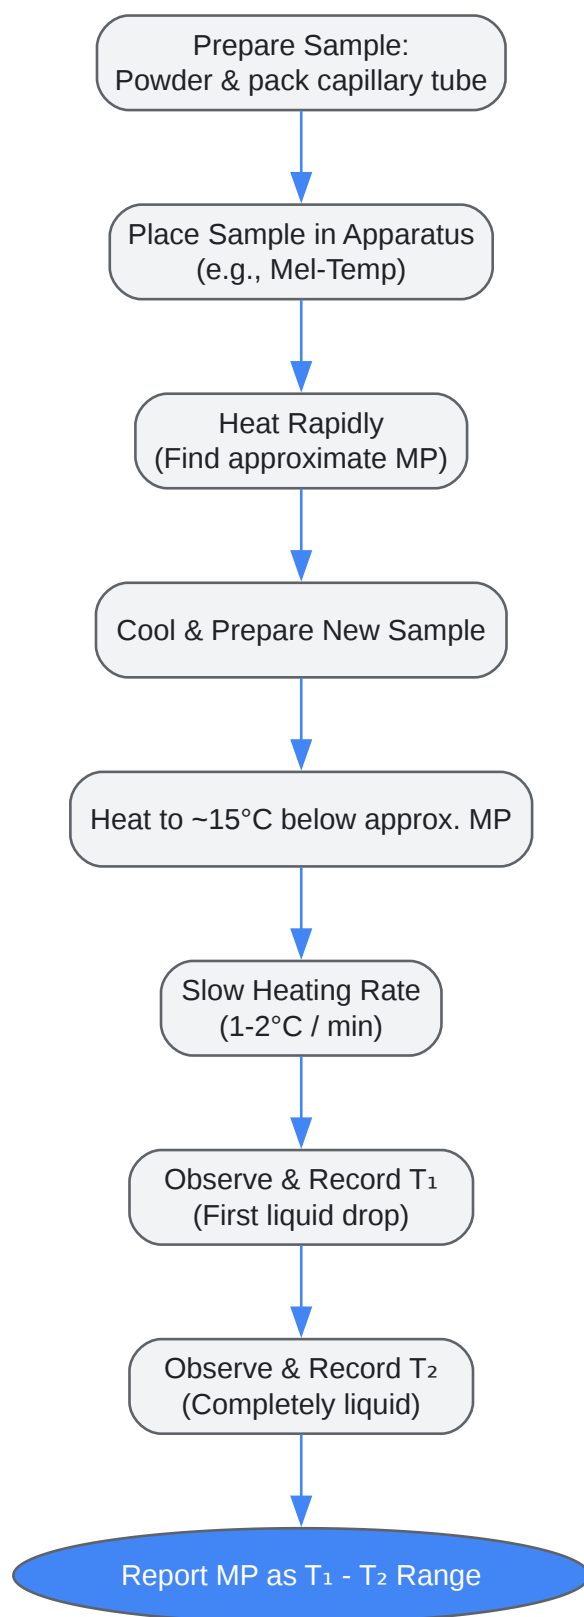 Prepare Sample:
Powder & pack capillary tube
Place Sample in Apparatus
(e.g., Mel-Temp)
Heat Rapidly
(Find approximate MP)
Cool & Prepare New Sample
Heat to ~15°C below approx. MP
Slow Heating Rate
(1-2°C / min)
Observe & Record T₁
(First liquid drop)
Observe & Record T₂
(Completely liquid)
Report MP as T₁ - T₂ Range